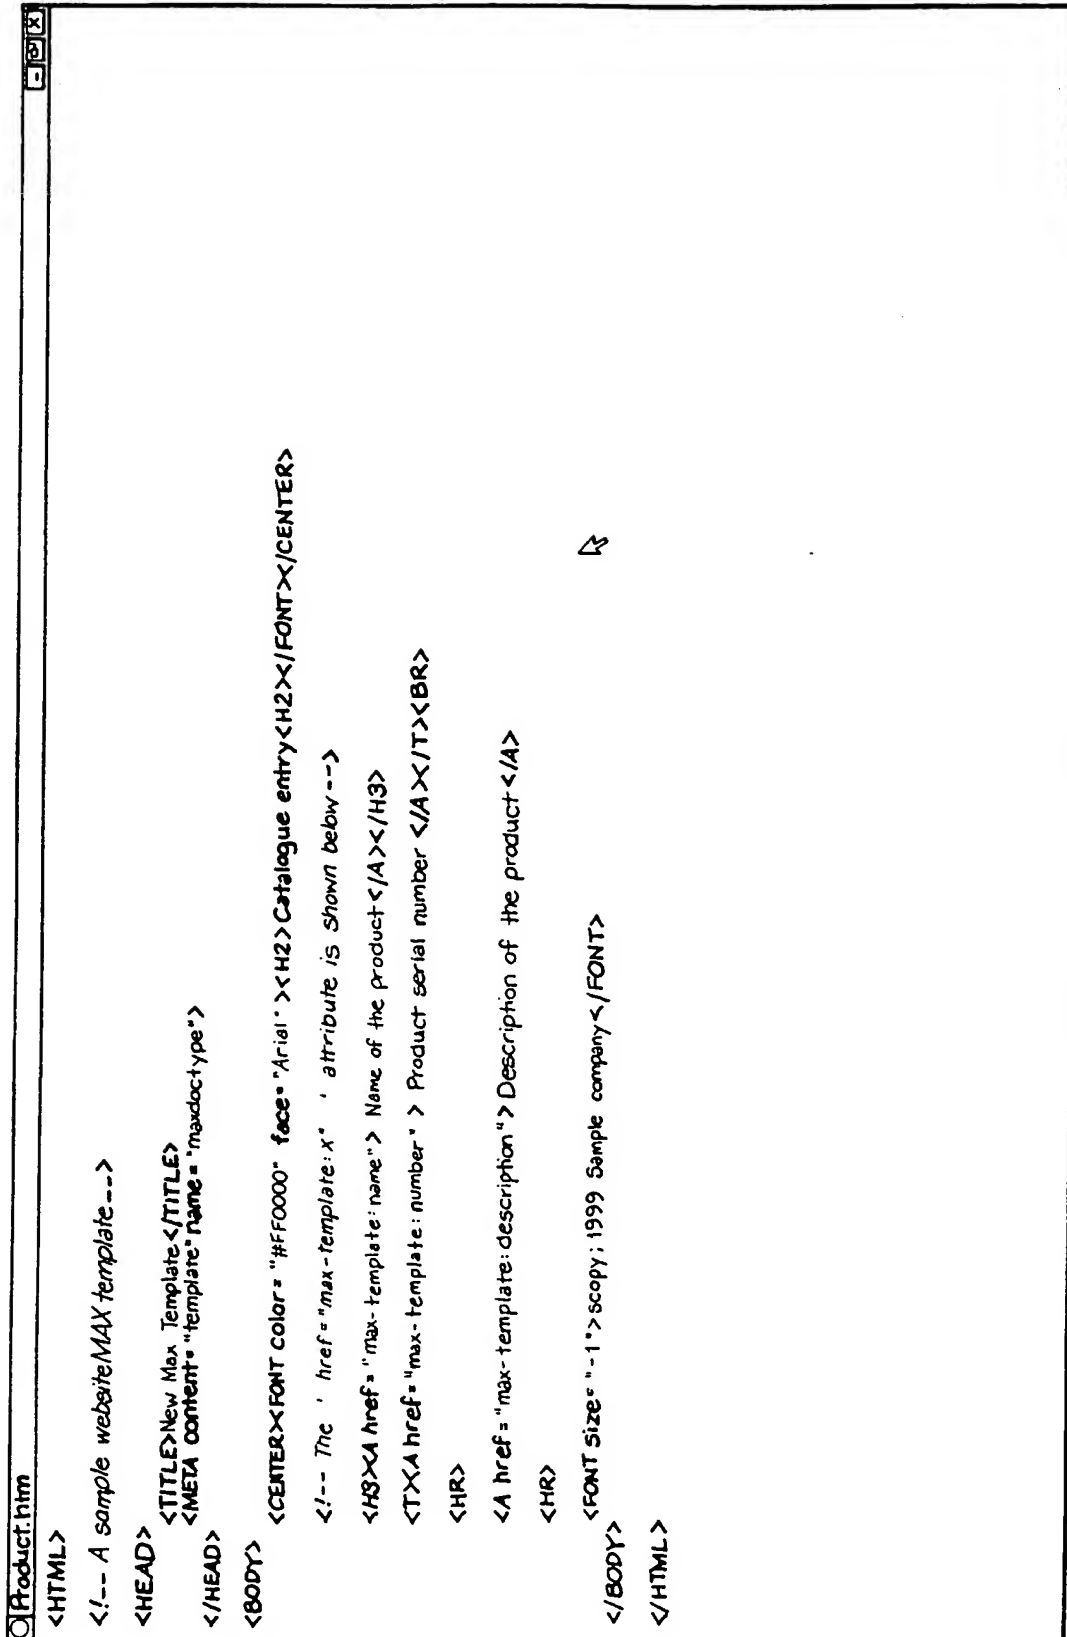 Product.htm
<HTML>
<!-- A sample websiteMAX template-->
<HEAD>
<TITLE>New Max Template</TITLE>
<META content="template" name="maxdoctype">
</HEAD>
<BODY>
<CENTER><FONT color="#FF0000" face="Arial"><H2>Catalogue entry<H2></FONT></CENTER>
<!-- The ' href="max-template:x" ' attribute is shown below-->
<H3><A href="max-template:name"> Name of the product</A></H3>
<T><A href="max-template:number"> Product serial number </A></T><BR>
<HR>
<A href="max-template:description"> Description of the product</A>
<HR>
<FONT size="-1">scopy; 1999 Sample company</FONT>
</BODY>
</HTML>